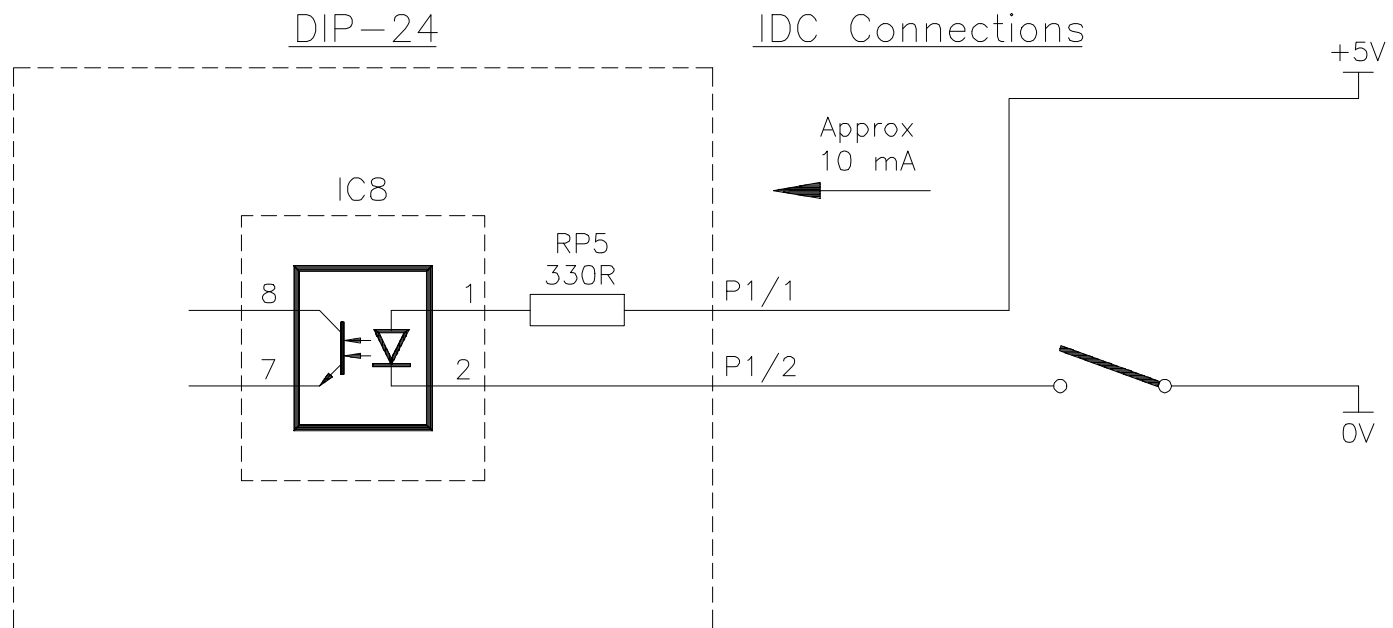 DIP-24
IDC Connections
+5V
Approx
10 mA
IC8
RP5
330R
8
1
P1/1
7
2
P1/2
0V